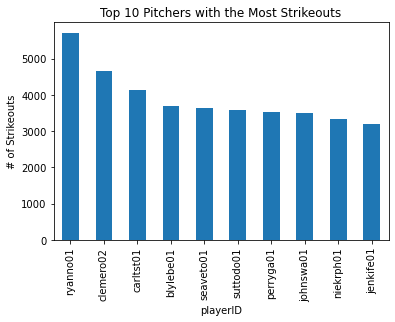 Top 10 Pitchers with the Most Strikeouts
# of Strikeouts
5000
4000
3000
2000
1000
0
ryanno01
clemero02
carltst01
blylebe01
seaveto01
suttodo01
perryga01
johnswa01
niekrph01
jenkife01
playerID